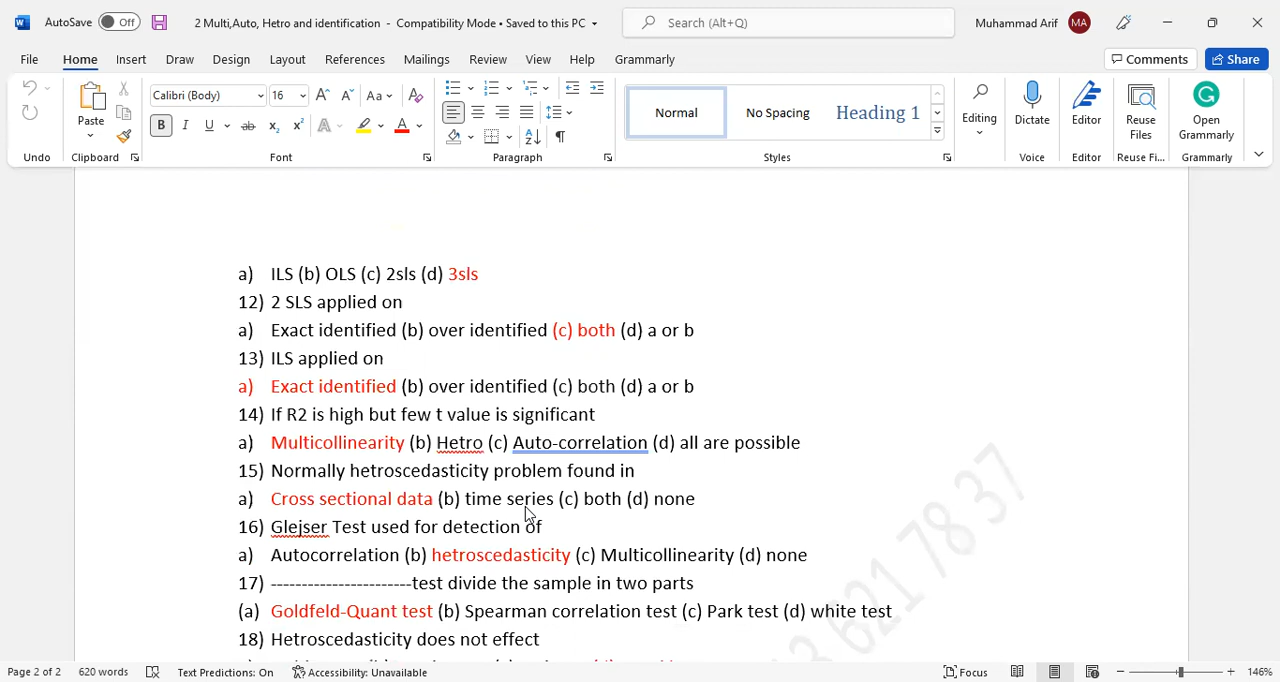 AutoSave Off 2 Multi,Auto, Hetro and identification - Compatibility Mode • Saved to this PC Search (Alt+Q) Muhammad Arif MA
File Home Insert Draw Design Layout References Mailings Review View Help Grammarly Comments Share
Calibri (Body) 16 Aa
Paste Normal No Spacing Heading 1 Editing Dictate Editor Reuse Files Open Grammarly
Undo Clipboard Font Paragraph Styles Voice Editor Reuse Fi... Grammarly
a) ILS (b) OLS (c) 2sls (d) 3sls
12) 2 SLS applied on
a) Exact identified (b) over identified (c) both (d) a or b
13) ILS applied on
a) Exact identified (b) over identified (c) both (d) a or b
14) If R2 is high but few t value is significant
a) Multicollinearity (b) Hetro (c) Auto-correlation (d) all are possible
15) Normally hetroscedasticity problem found in
a) Cross sectional data (b) time series (c) both (d) none
16) Glejser Test used for detection of
a) Autocorrelation (b) hetroscedasticity (c) Multicollinearity (d) none
17) -----------------------test divide the sample in two parts
(a) Goldfeld-Quant test (b) Spearman correlation test (c) Park test (d) white test
18) Hetroscedasticity does not effect
3 621 78 37
Page 2 of 2 620 words Text Predictions: On Accessibility: Unavailable Focus 146%